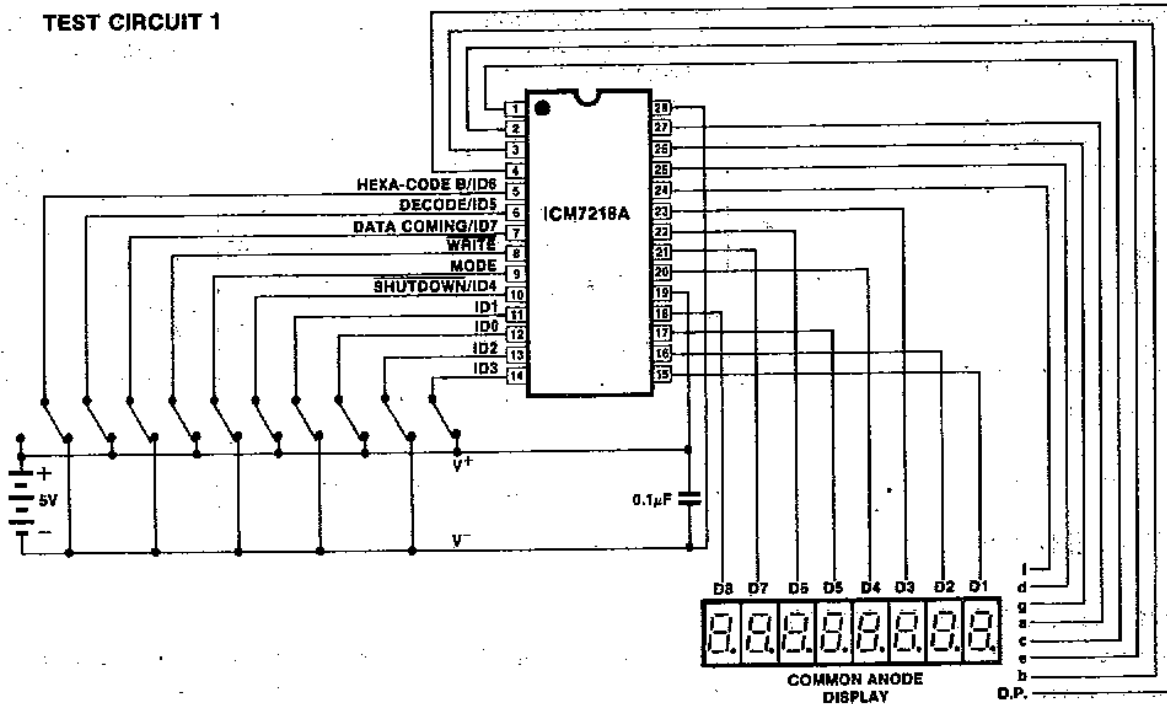 TEST CIRCUIT 1
1
2
3
4
HEXA-CODE B/ID6 5
DECODE/ID5 6
DATA COMING/ID7 7
WRITE 8
MODE 9
SHUTDOWN/ID4 10
ID1 11
ID0 12
ID2 13
ID3 14
ICM7218A
28
27
26
25
24
23
22
21
20
19
18
17
16
15
+
5V
−
V+
V−
0.1µF
D8 D7 D6 D5 D4 D3 D2 D1
f
d
g
a
c
e
b
D.P.
COMMON ANODE
DISPLAY